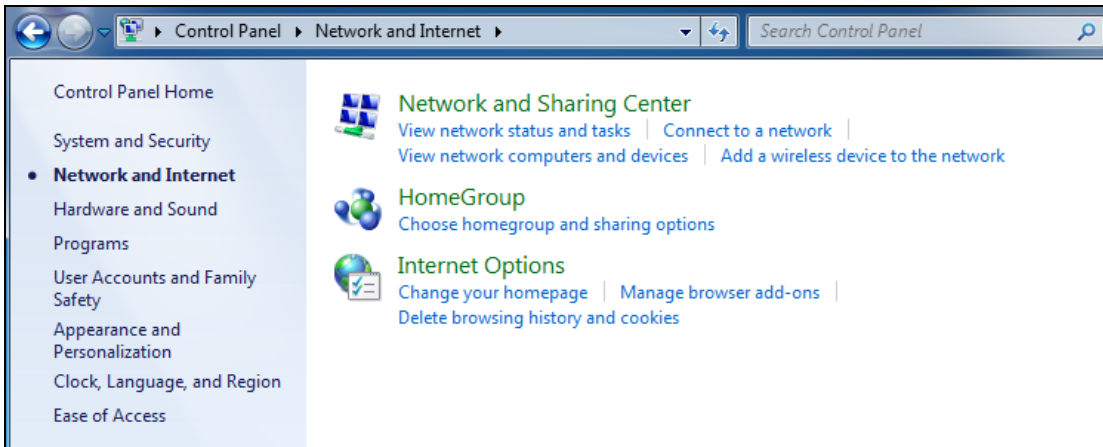 Control Panel Network and Internet Search Control Panel
Control Panel Home
System and Security
Network and Internet
Hardware and Sound
Programs
User Accounts and Family
Safety
Appearance and
Personalization
Clock, Language, and Region
Ease of Access
Network and Sharing Center
View network status and tasks Connect to a network
View network computers and devices Add a wireless device to the network
HomeGroup
Choose homegroup and sharing options
Internet Options
Change your homepage Manage browser add-ons
Delete browsing history and cookies